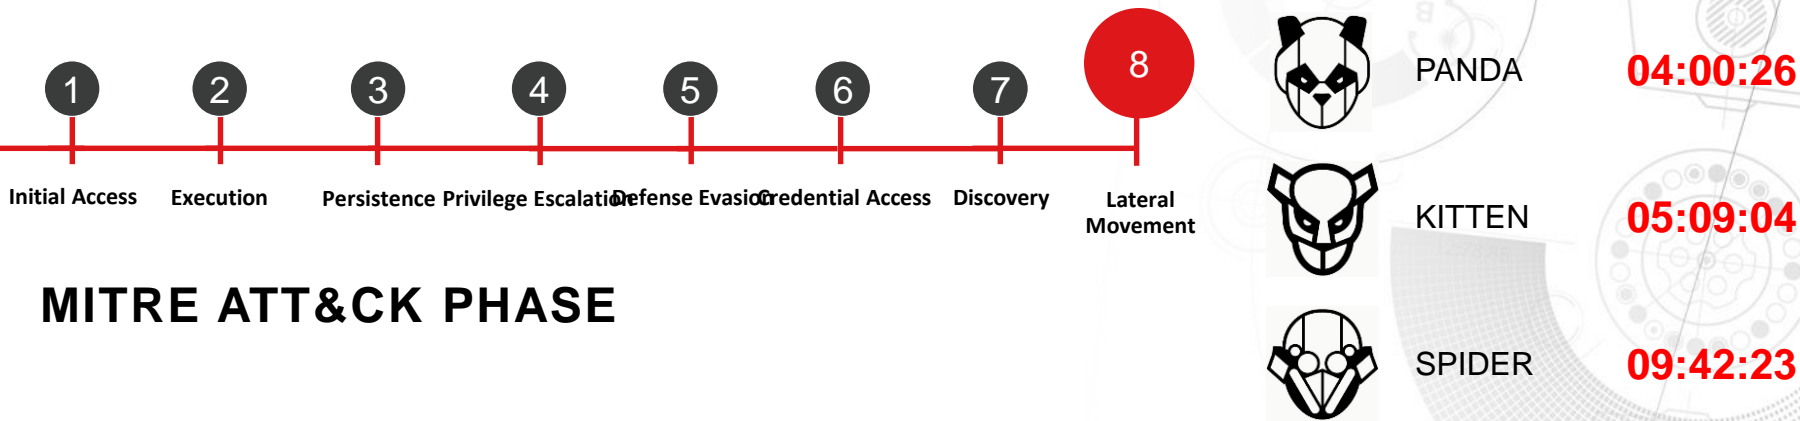 1
2
3
4
5
6
7
8
Initial Access
Execution
Persistence
Privilege Escalation
Defense Evasion
Credential Access
Discovery
Lateral
Movement
MITRE ATT&CK PHASE
PANDA 04:00:26
KITTEN 05:09:04
SPIDER 09:42:23